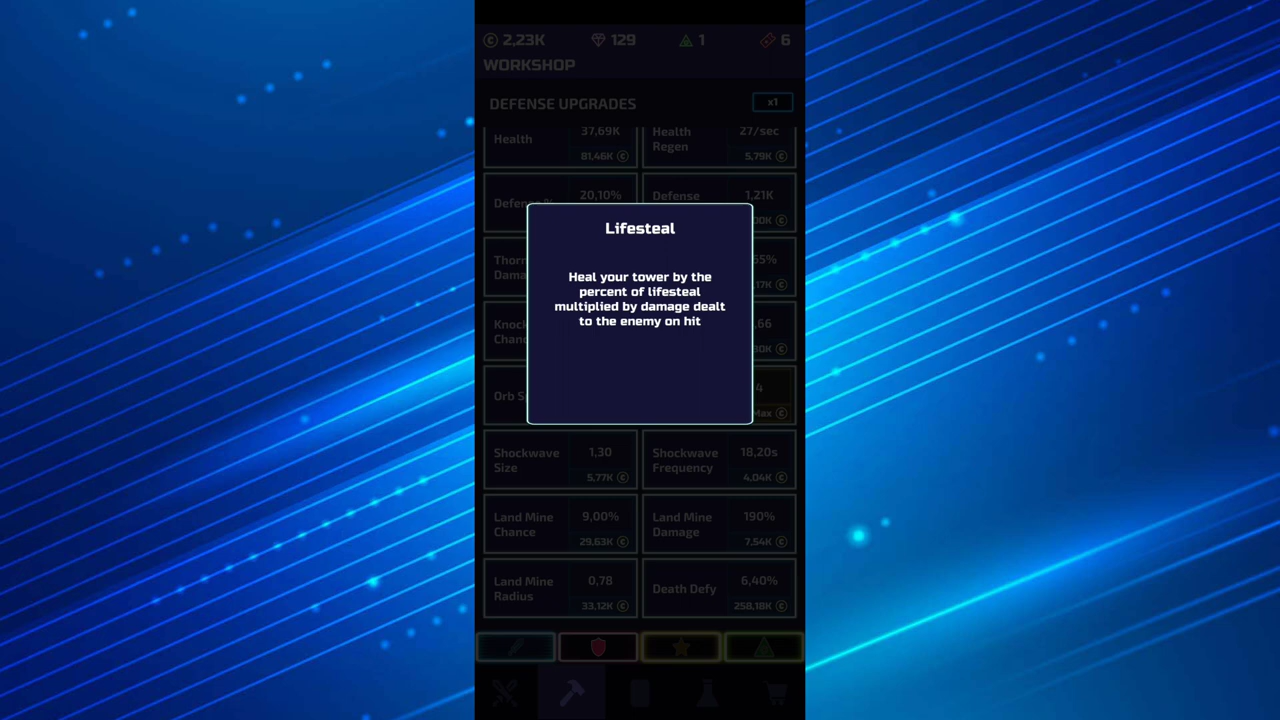 2,23K 129 1 6
WORKSHOP
DEFENSE UPGRADES x1
Health 37,69K 81,46K
Health Regen 27/sec 5,79K
20,10%
Defense 1,21K
Lifesteal
Heal your tower by the
percent of lifesteal
multiplied by damage dealt
to the enemy on hit
4
Max
Shockwave Size 1,30 5,77K
Shockwave Frequency 18,20s 4,04K
Land Mine Chance 9,00% 29,63K
Land Mine Damage 190% 7,54K
Land Mine Radius 0,78 33,12K
Death Defy 6,40% 258,18K